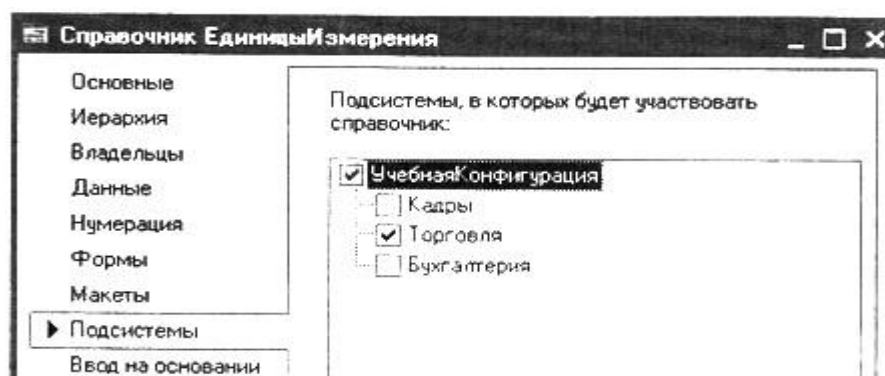 Справочник ЕдиницыИзмерения
Основные
Иерархия
Владельцы
Данные
Нумерация
Формы
Макеты
Подсистемы
Ввод на основании
Подсистемы, в которых будет участвовать
справочник:
УчебнаяКонфигурация
Кадры
Торговля
Бухгалтерия